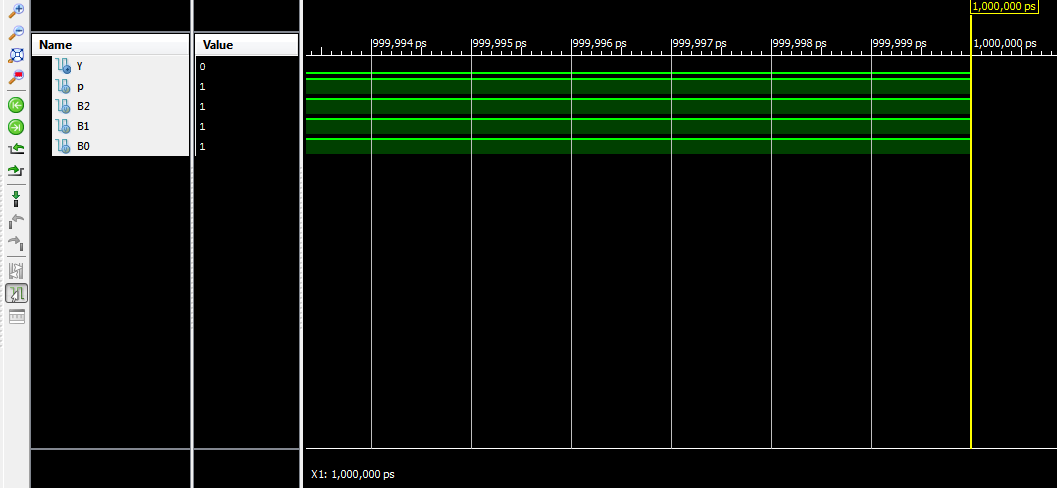 1,000,000 ps
Name Value
999,994 ps 999,995 ps 999,996 ps 999,997 ps 999,998 ps 999,999 ps 1,000,000 ps
Y 0
p 1
B2 1
B1 1
B0 1
X1: 1,000,000 ps